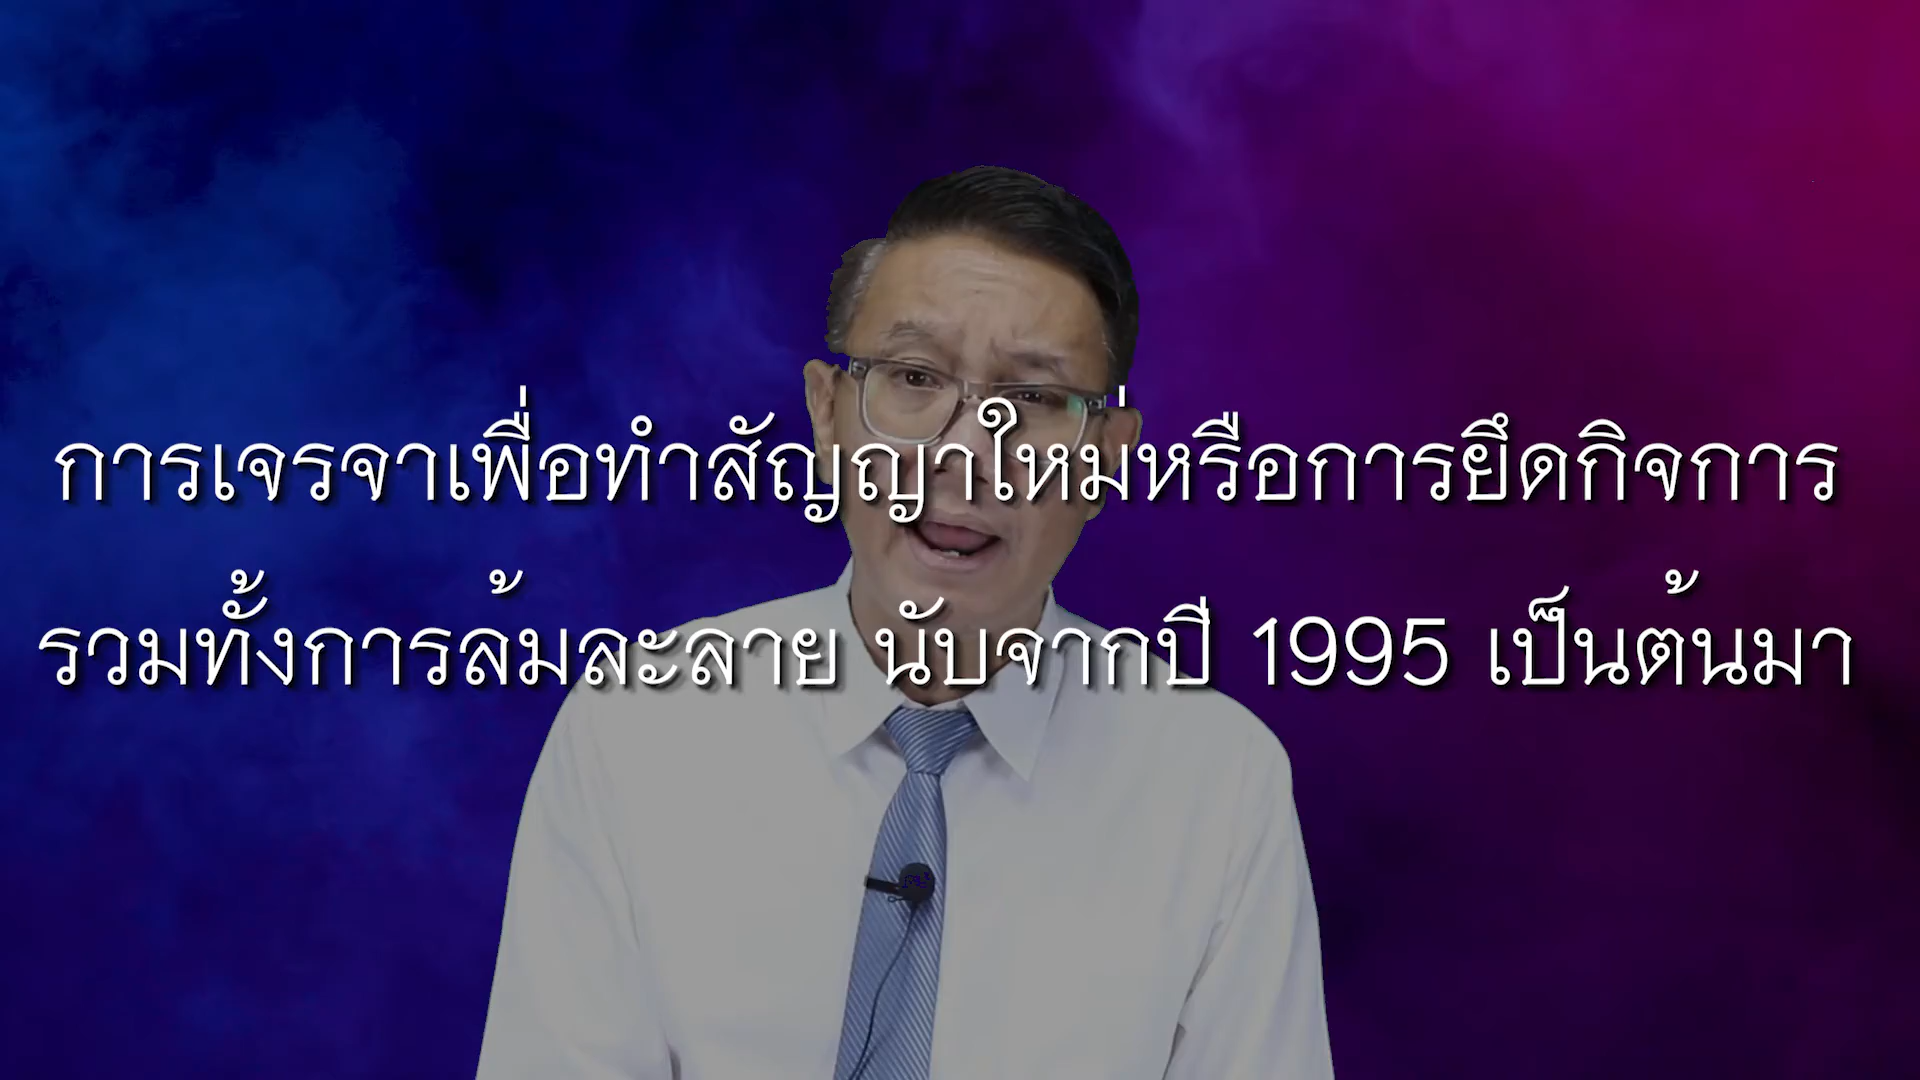 การเจรจาเพื่อทำสัญญาใหม่หรือการยึดกิจการ
รวมทั้งการล้มละลาย นับจากปี 1995 เป็นต้นมา